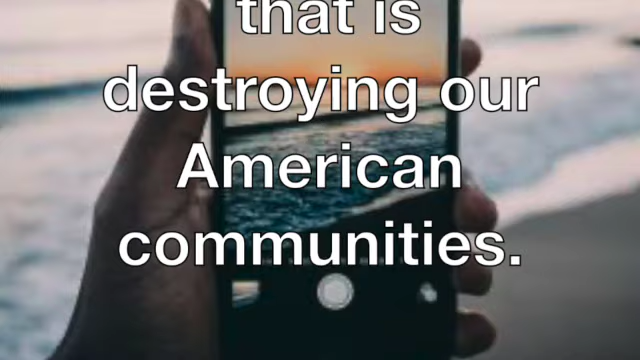 that is
destroying our
American
communities.